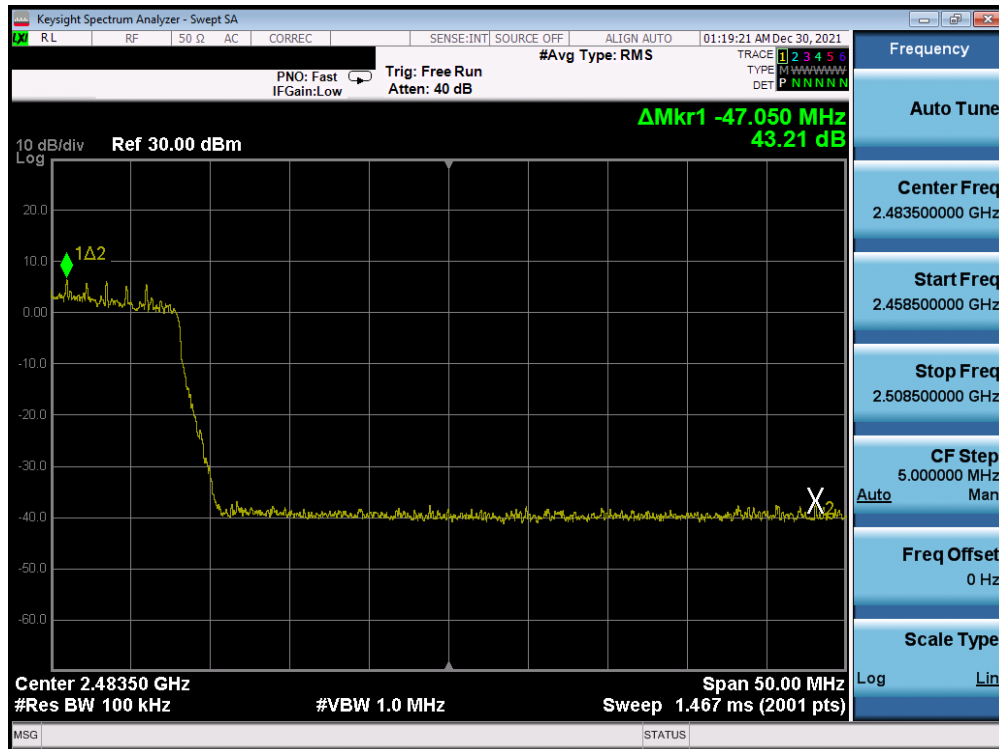 Keysight Spectrum Analyzer - Swept SA
LXI RL RF 50 Ω AC CORREC SENSE:INT SOURCE OFF ALIGN AUTO 01:19:21 AM Dec 30, 2021
#Avg Type: RMS
PNO: Fast
IFGain:Low
Trig: Free Run
Atten: 40 dB
TRACE 1 2 3 4 5 6
TYPE M WWWWW
DET P N N N N N
ΔMkr1 -47.050 MHz
43.21 dB
10 dB/div Ref 30.00 dBm
Log
20.0
10.0
0.00
-10.0
-20.0
-30.0
-40.0
-50.0
-60.0
1Δ2
X2
Center 2.48350 GHz Span 50.00 MHz
#Res BW 100 kHz #VBW 1.0 MHz Sweep 1.467 ms (2001 pts)
MSG STATUS
Frequency
Auto Tune
Center Freq
2.483500000 GHz
Start Freq
2.458500000 GHz
Stop Freq
2.508500000 GHz
CF Step
5.000000 MHz
Auto Man
Freq Offset
0 Hz
Scale Type
Log Lin